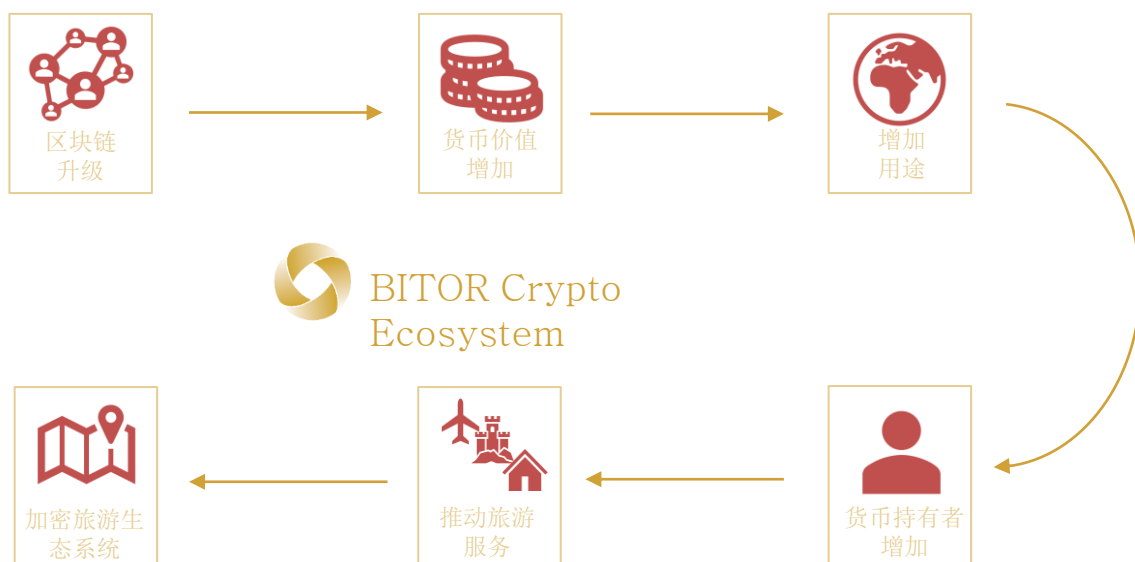 区块链
升级
货币价值
增加
增加
用途
BITOR Crypto
Ecosystem
加密旅游生
态系统
推动旅游
服务
货币持有者
增加